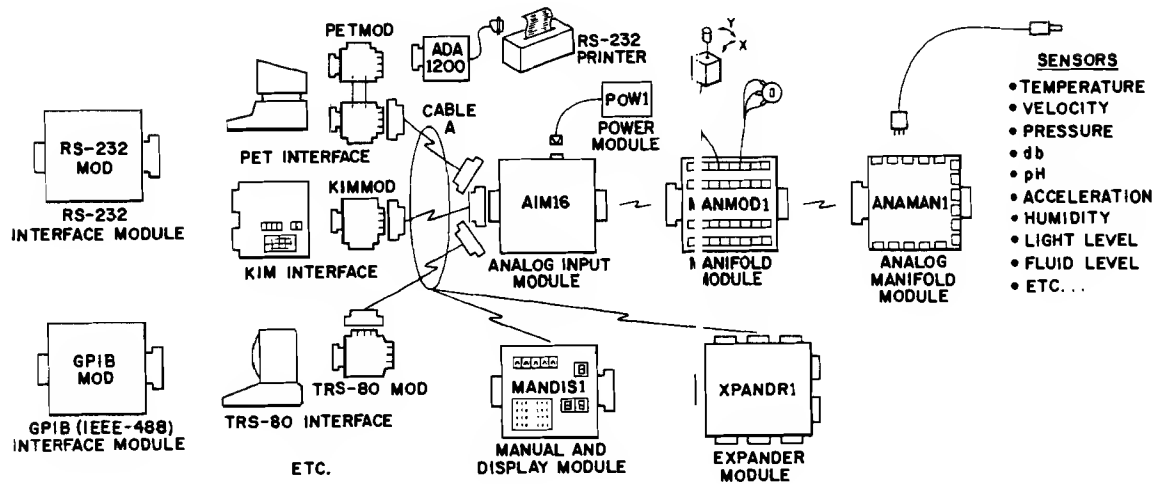 PETMOD
ADA
1200
RS-232
PRINTER
Y
X
SENSORS
• TEMPERATURE
• VELOCITY
• PRESSURE
• db
• pH
• ACCELERATION
• HUMIDITY
• LIGHT LEVEL
• FLUID LEVEL
• ETC...
CABLE
A
POW1
POWER
MODULE
PET INTERFACE
RS-232
MOD
RS-232
INTERFACE MODULE
KIMMOD
KIM INTERFACE
AIM16
ANALOG INPUT
MODULE
MANMOD1
MANIFOLD
MODULE
ANAMAN1
ANALOG
MANIFOLD
MODULE
GPIB
MOD
GPIB (IEEE-488)
INTERFACE MODULE
TRS-80 MOD
TRS-80 INTERFACE
ETC.
MANDIS1
MANUAL AND
DISPLAY MODULE
XPANDR1
EXPANDER
MODULE